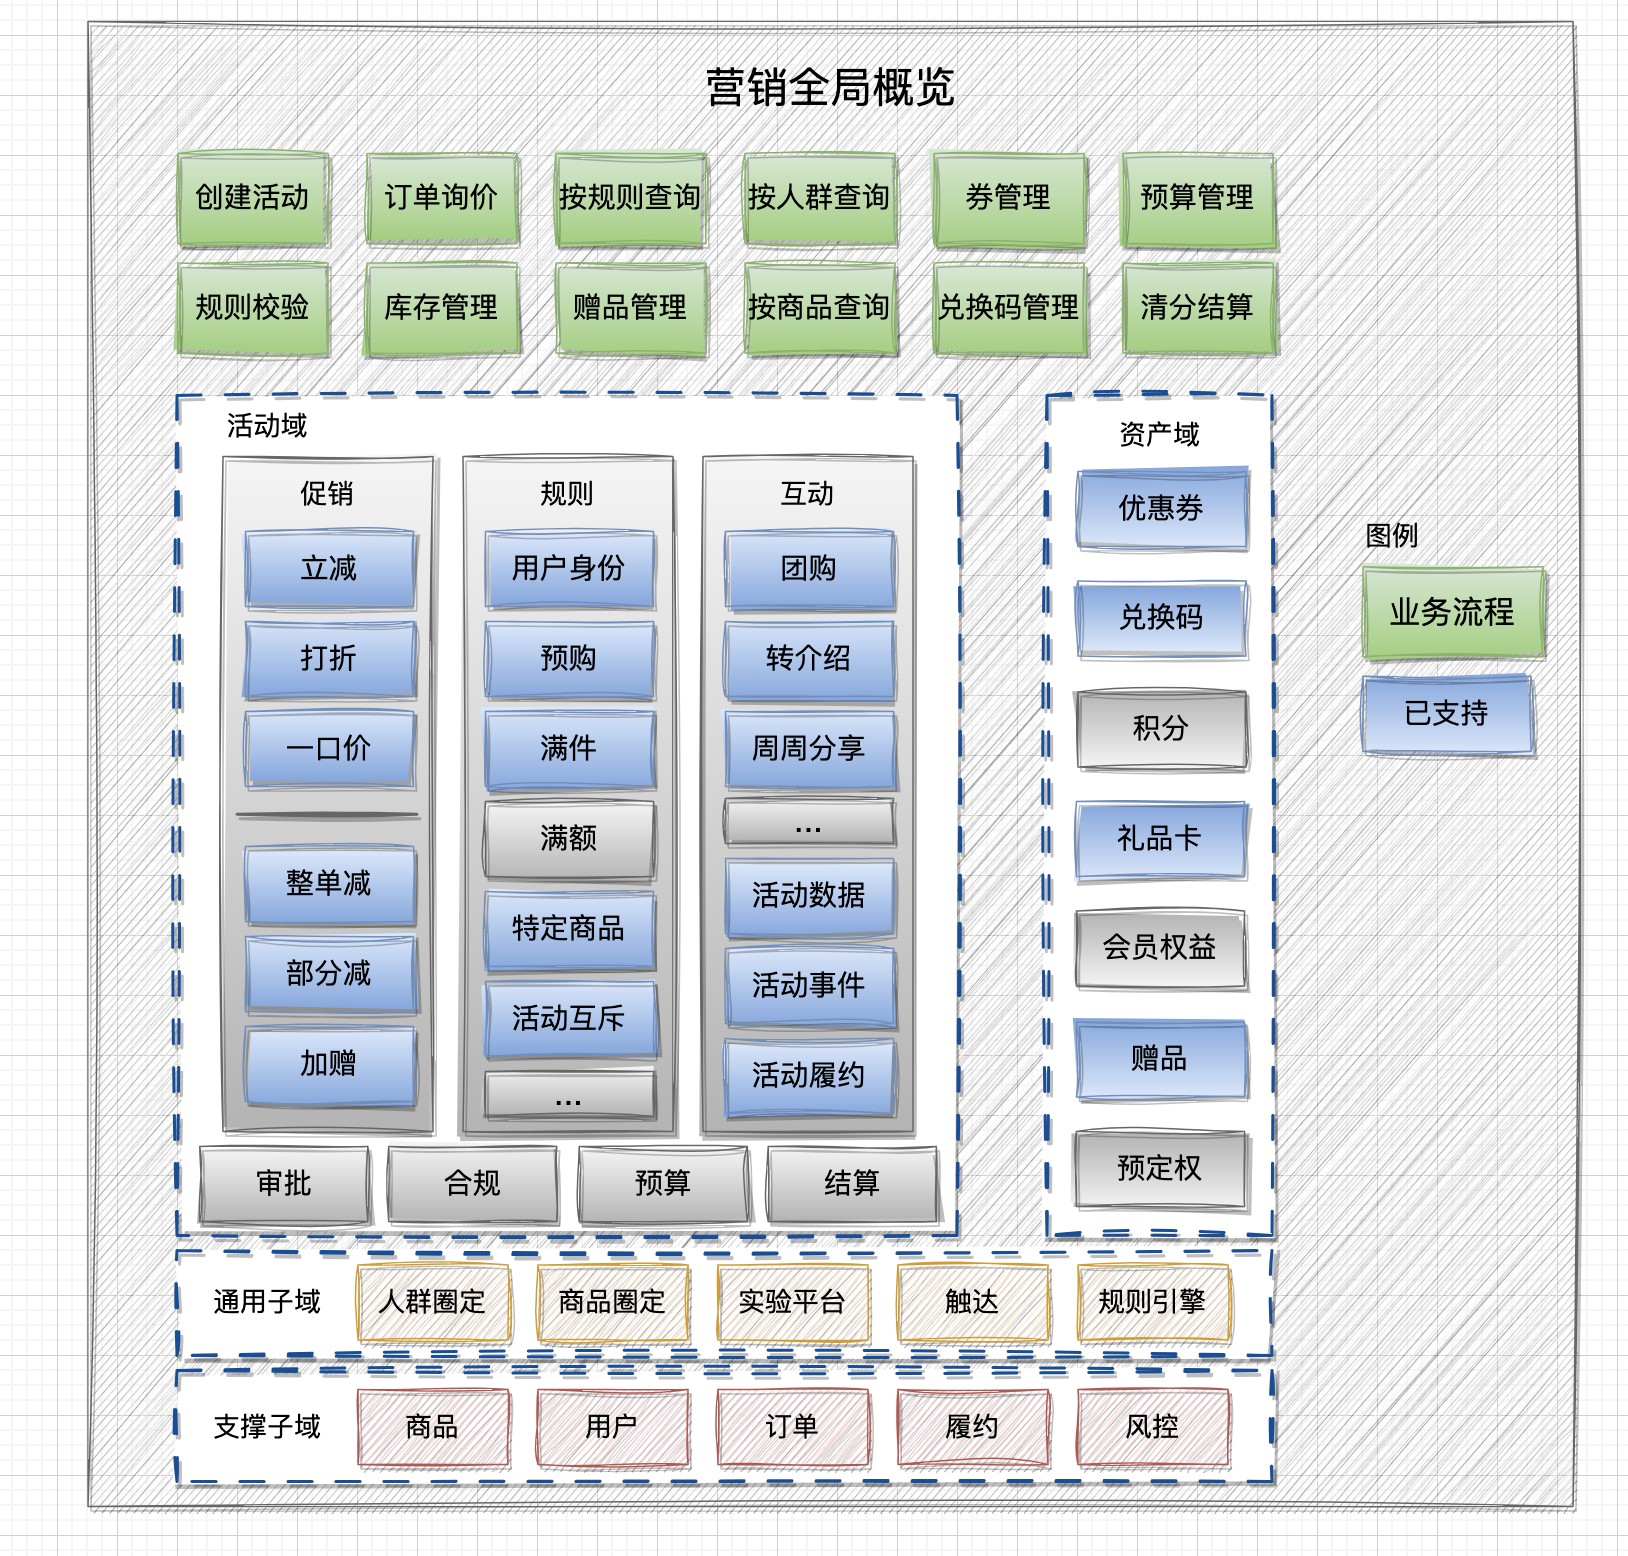 营销全局概览
创建活动
订单询价
按规则查询
按人群查询
券管理
预算管理
规则校验
库存管理
赠品管理
按商品查询
兑换码管理
清分结算
活动域
促销
立减
打折
一口价
整单减
部分减
加赠
规则
用户身份
预购
满件
满额
特定商品
活动互斥
...
互动
团购
转介绍
周周分享
...
活动数据
活动事件
活动履约
审批
合规
预算
结算
资产域
优惠券
兑换码
积分
礼品卡
会员权益
赠品
预定权
图例
业务流程
已支持
通用子域
人群圈定
商品圈定
实验平台
触达
规则引擎
支撑子域
商品
用户
订单
履约
风控